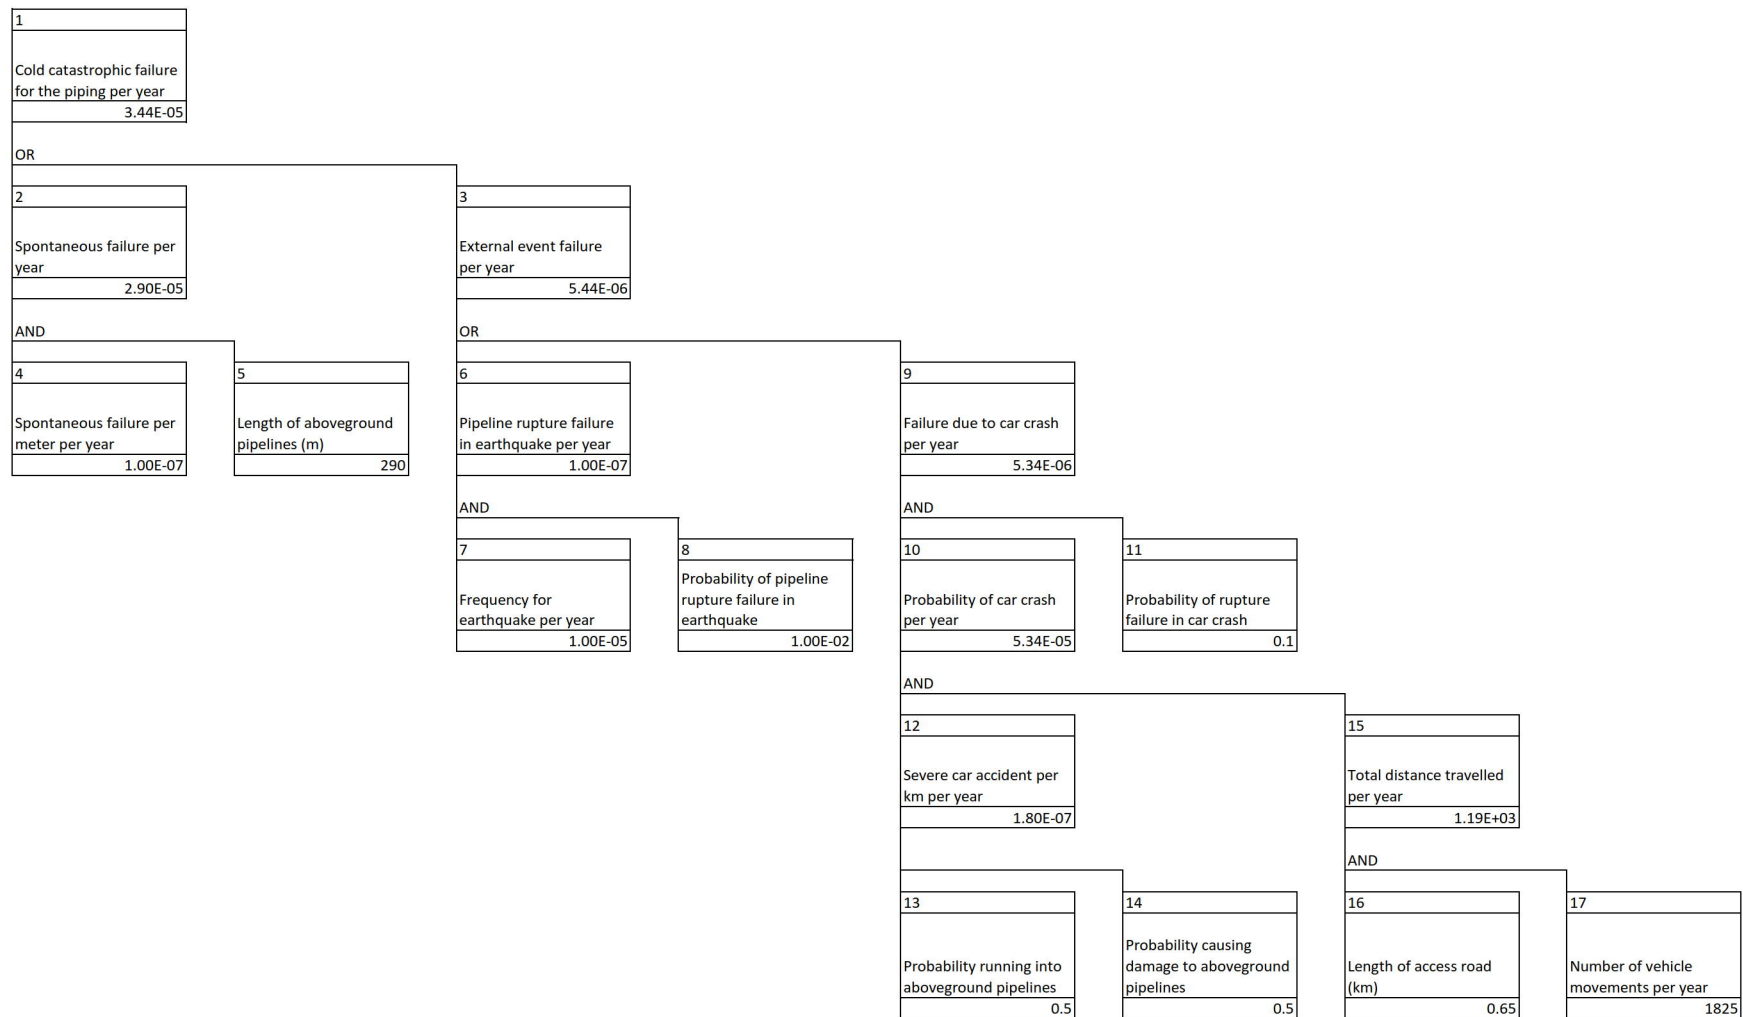 1
Cold catastrophic failure
for the piping per year
3.44E-05
OR
2
Spontaneous failure per
year
2.90E-05
3
External event failure
per year
5.44E-06
AND
OR
4
Spontaneous failure per
meter per year
1.00E-07
5
Length of aboveground
pipelines (m)
290
6
Pipeline rupture failure
in earthquake per year
1.00E-07
9
Failure due to car crash
per year
5.34E-06
AND
AND
7
Frequency for
earthquake per year
1.00E-05
8
Probability of pipeline
rupture failure in
earthquake
1.00E-02
10
Probability of car crash
per year
5.34E-05
11
Probability of rupture
failure in car crash
0.1
AND
12
Severe car accident per
km per year
1.80E-07
15
Total distance travelled
per year
1.19E+03
AND
13
Probability running into
aboveground pipelines
0.5
14
Probability causing
damage to aboveground
pipelines
0.5
16
Length of access road
(km)
0.65
17
Number of vehicle
movements per year
1825